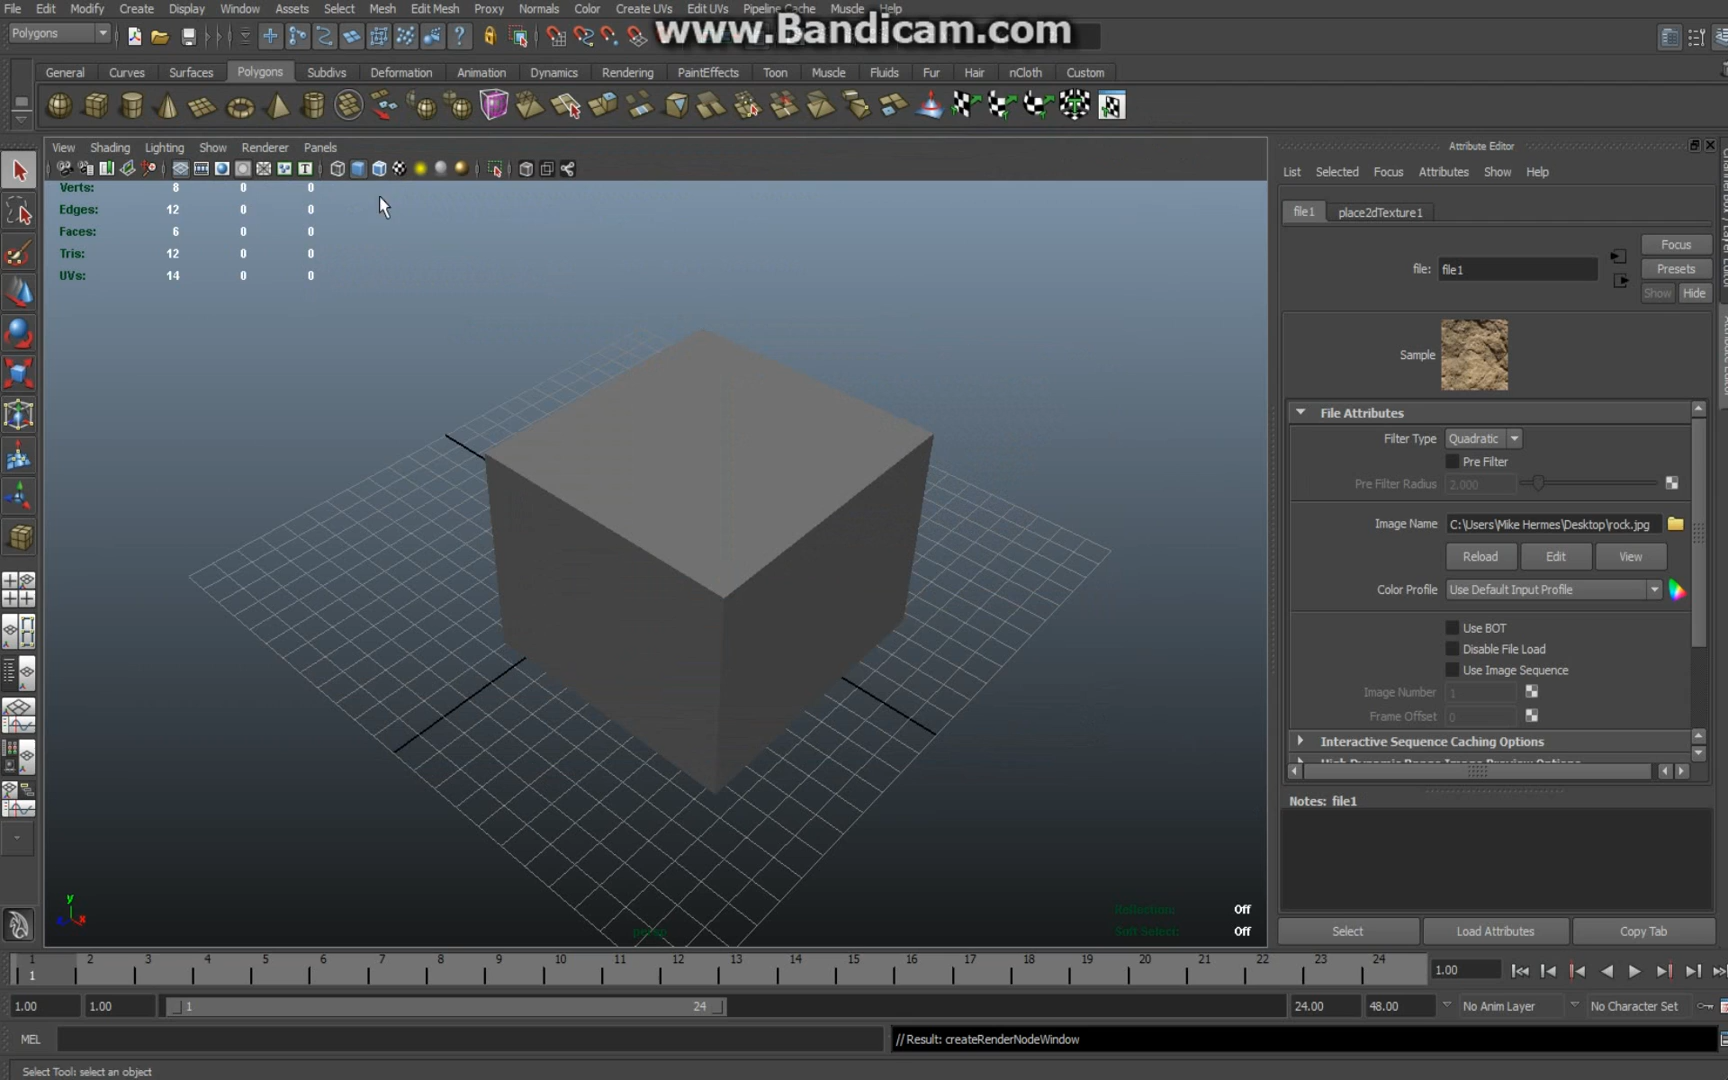 File Edit Modify Create Display Window Assets Select Mesh Edit Mesh Proxy Normals Color Create UVs Edit UVs Pipeline Cache Muscle Help
Polygons
www.Bandicam.com
General Curves Surfaces Polygons Subdivs Deformation Animation Dynamics Rendering PaintEffects Toon Muscle Fluids Fur Hair nCloth Custom
View Shading Lighting Show Renderer Panels
Verts: 8 0 0
Edges: 12 0 0
Faces: 6 0 0
Tris: 12 0 0
UVs: 14 0 0
Attribute Editor
List Selected Focus Attributes Show Help
file1 place2dTexture1
Focus
file: file1
Presets
Show Hide
Sample
File Attributes
Filter Type Quadratic
Pre Filter
Pre Filter Radius 2.000
Image Name C:\Users\Mike Hermes\Desktop\rock.jpg
Reload Edit View
Color Profile Use Default Input Profile
Use BOT
Disable File Load
Use Image Sequence
Image Number 1
Frame Offset 0
Interactive Sequence Caching Options
High Dynamic Range Image Preview Options
Notes: file1
Select Load Attributes Copy Tab
y
x
persp
Reflection: Off
Soft Select: Off
1 2 3 4 5 6 7 8 9 10 11 12 13 14 15 16 17 18 19 20 21 22 23 24
1
1.00
1.00 1.00 1 24 24.00 48.00 No Anim Layer No Character Set
MEL // Result: createRenderNodeWindow
Select Tool: select an object